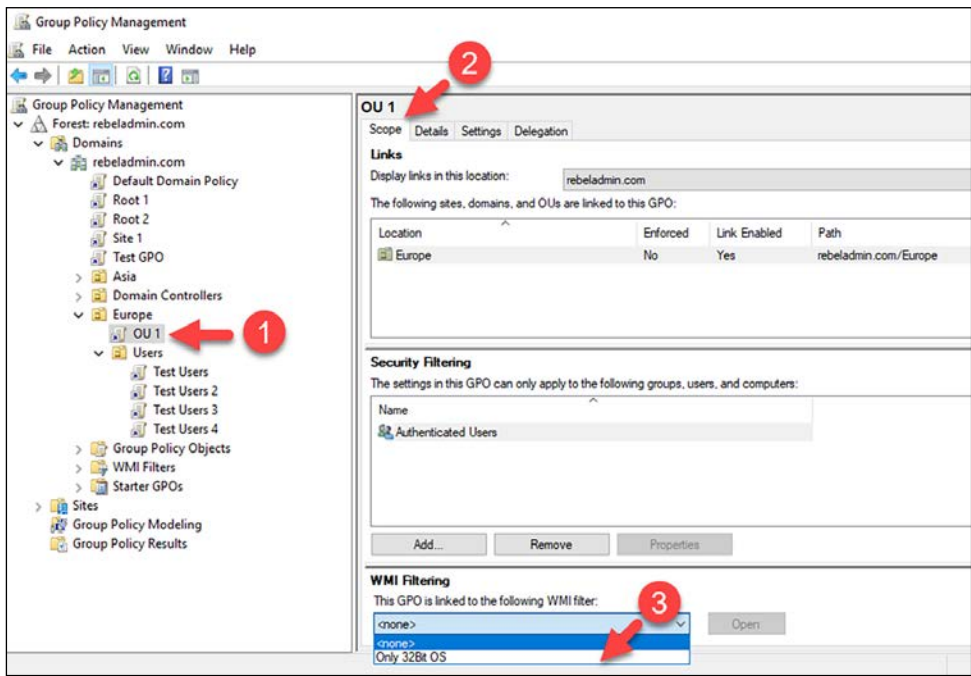 Group Policy Management
File Action View Window Help
2
Group Policy Management
Forest: rebeladmin.com
Domains
rebeladmin.com
Default Domain Policy
Root 1
Root 2
Site 1
Test GPO
Asia
Domain Controllers
Europe
OU 1
1
Users
Test Users
Test Users 2
Test Users 3
Test Users 4
Group Policy Objects
WMI Filters
Starter GPOs
Sites
Group Policy Modeling
Group Policy Results
OU 1
Scope Details Settings Delegation
Links
Display links in this location: rebeladmin.com
The following sites, domains, and OUs are linked to this GPO:
Location Enforced Link Enabled Path
Europe No Yes rebeladmin.com/Europe
Security Filtering
The settings in this GPO can only apply to the following groups, users, and computers:
Name
Authenticated Users
Add... Remove Properties
WMI Filtering
This GPO is linked to the following WMI filter:
3
<none> Open
<none>
Only 32Bit OS